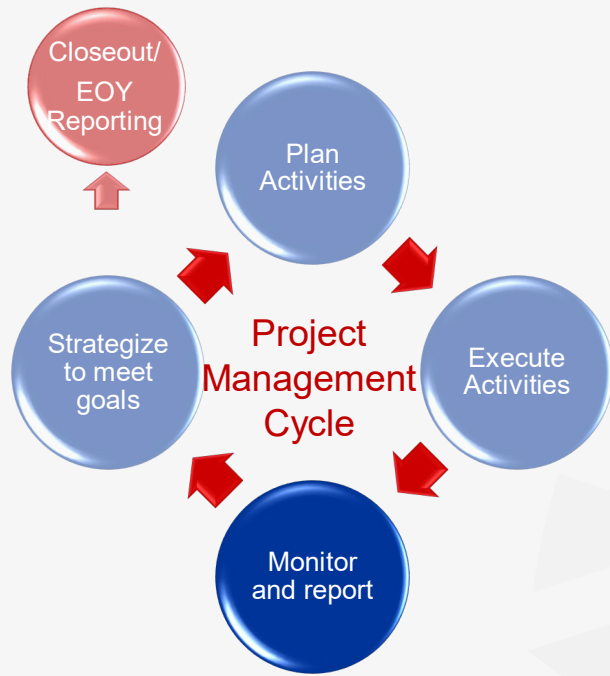 Closeout/
EOY
Reporting
Plan
Activities
Strategize
to meet
goals
Project
Management
Cycle
Execute
Activities
Monitor
and report